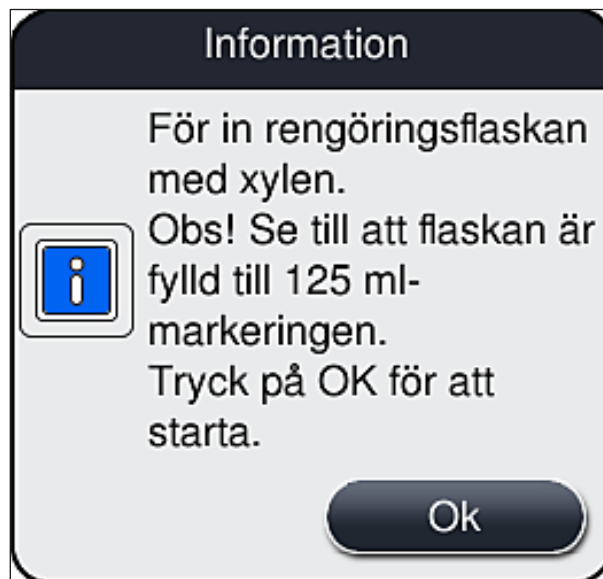 Information
För in rengöringsflaskan
med xylen.
Obs! Se till att flaskan är
fylld till 125 ml-
markeringen.
Tryck på OK för att
starta.
Ok